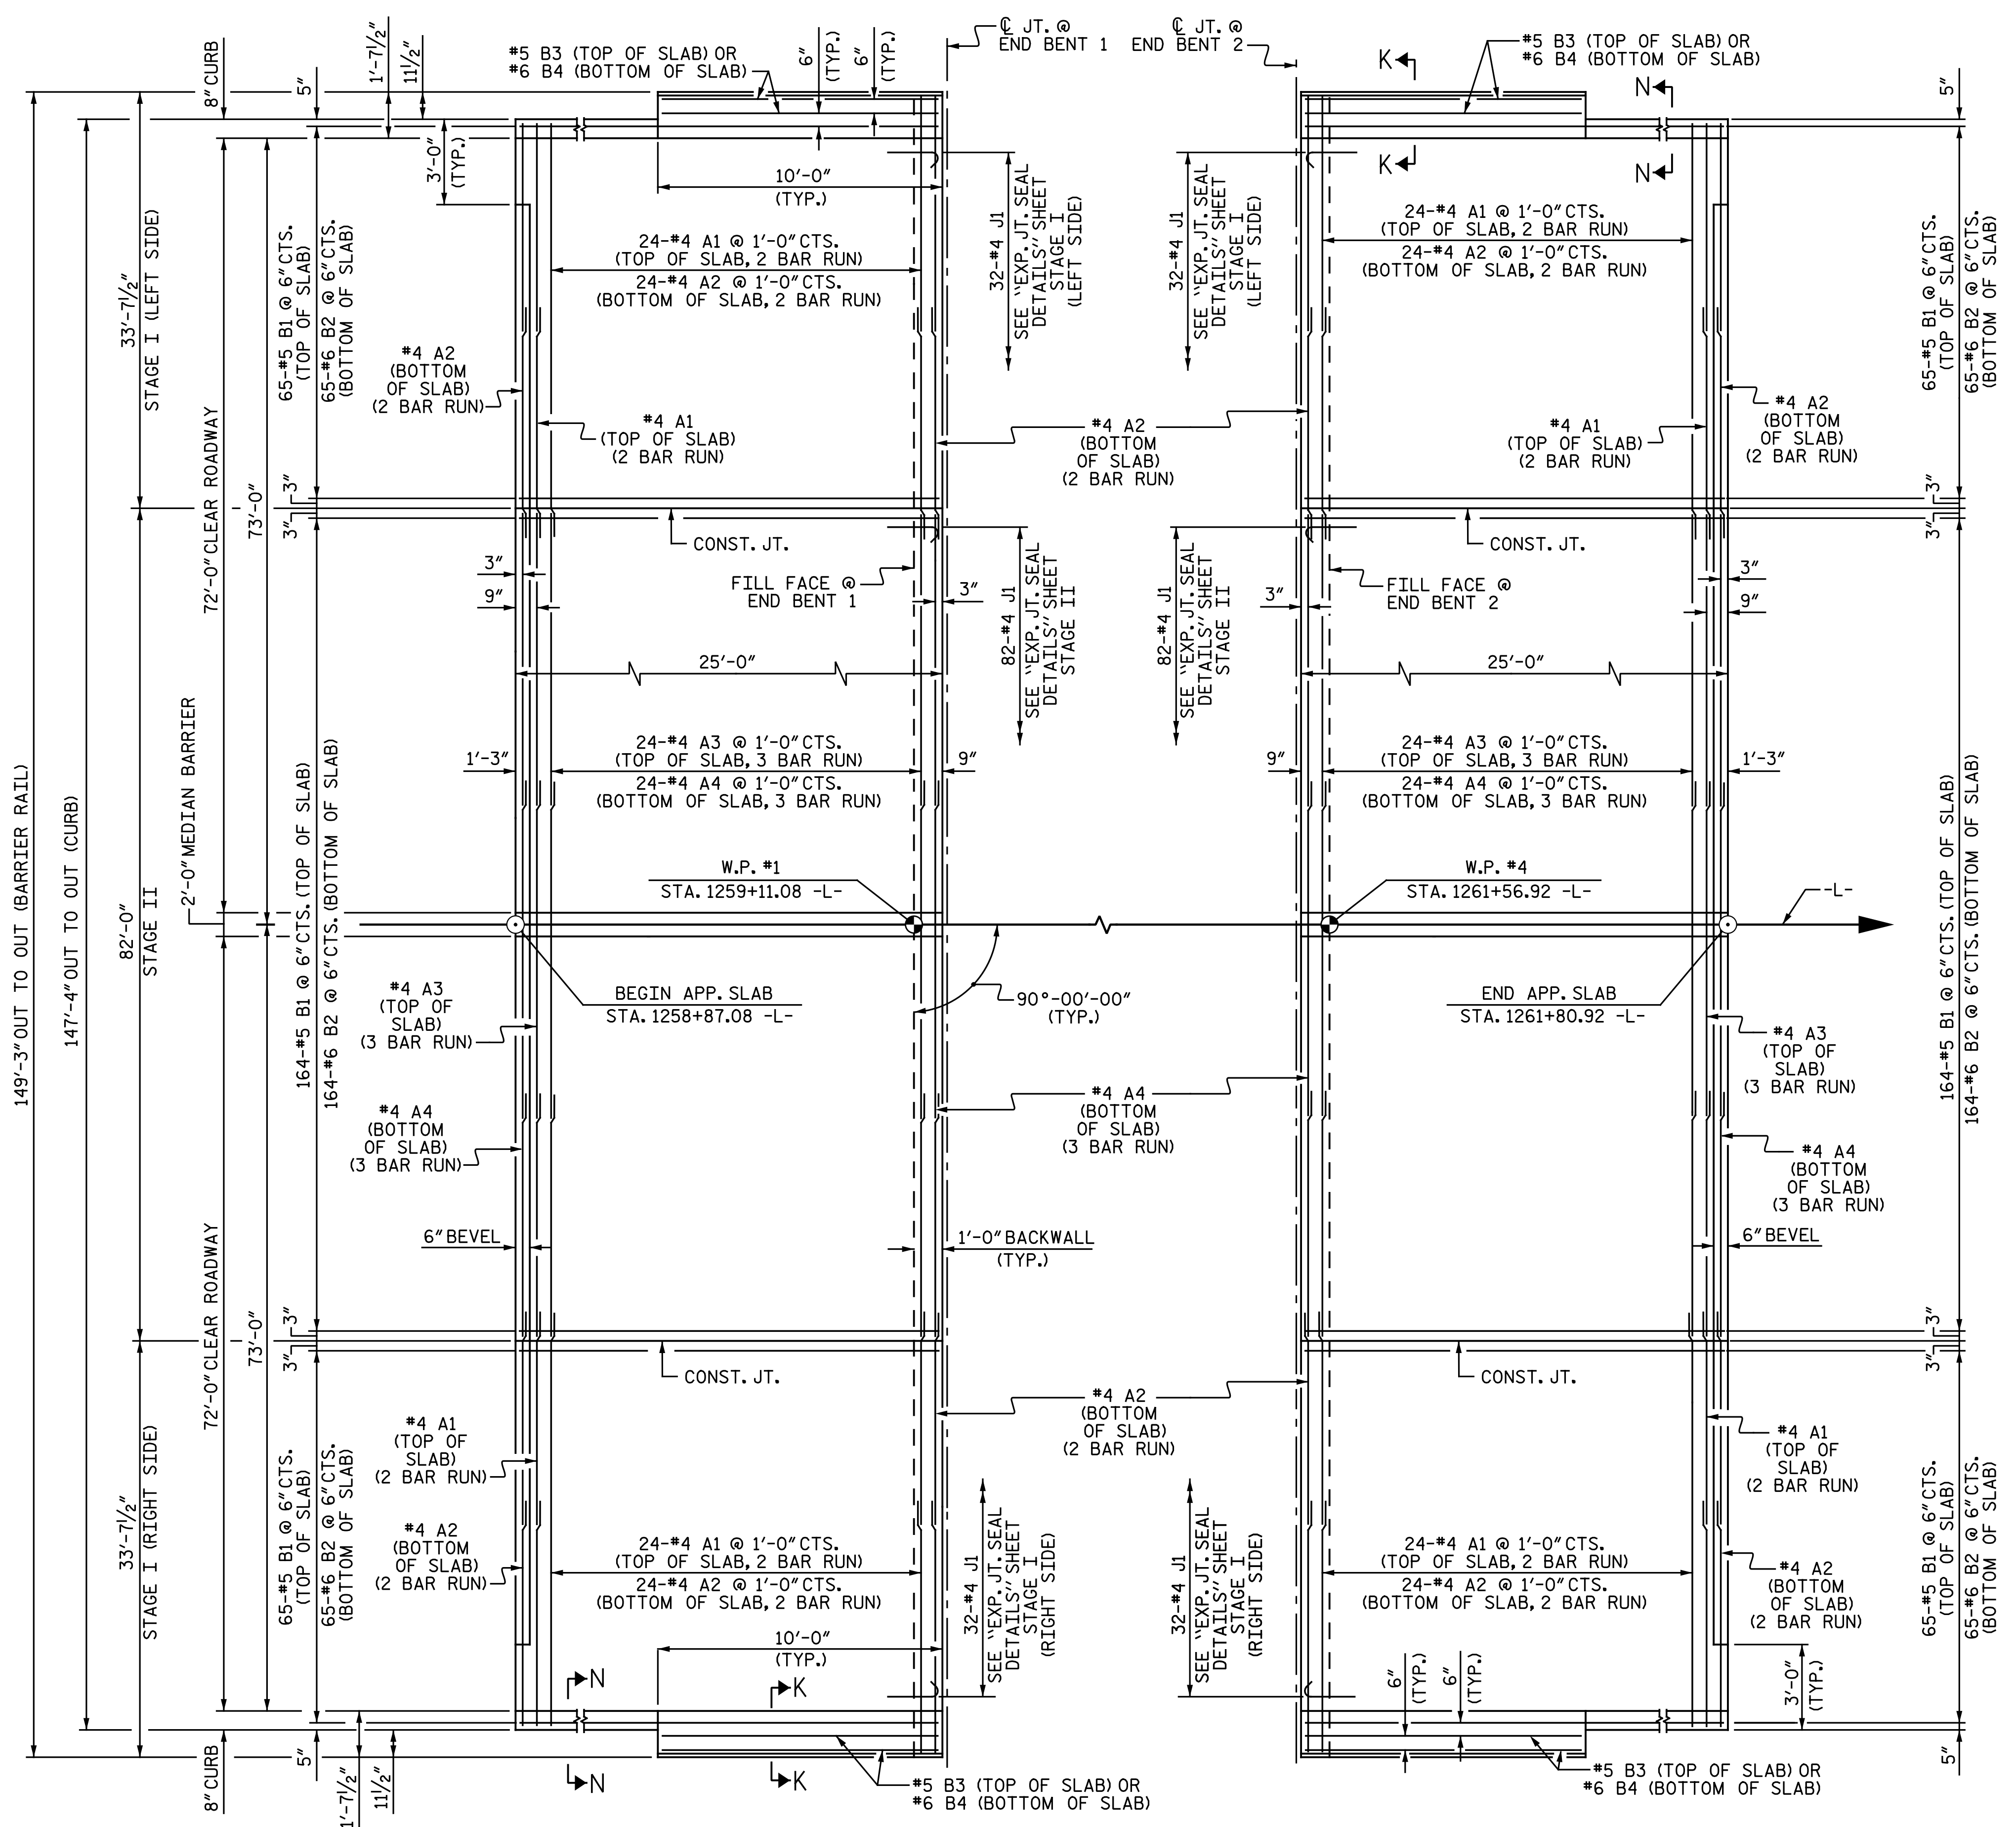 ℄ JT. @
END BENT 1
℄ JT. @
END BENT 2
#5 B3 (TOP OF SLAB) OR
#6 B4 (BOTTOM OF SLAB)
6" (TYP.)
6" (TYP.)
K
N
#5 B3 (TOP OF SLAB) OR
#6 B4 (BOTTOM OF SLAB)
8" CURB
5"
1'-7½"
11½"
3'-0"
(TYP.)
10'-0"
(TYP.)
K
N
5"
149'-3" OUT TO OUT (BARRIER RAIL)
147'-4" OUT TO OUT (CURB)
33'-7½"
STAGE I (LEFT SIDE)
72'-0" CLEAR ROADWAY
73'-0"
65-#5 B1 @ 6" CTS.
(TOP OF SLAB)
65-#6 B2 @ 6" CTS.
(BOTTOM OF SLAB)
24-#4 A1 @ 1'-0" CTS.
(TOP OF SLAB, 2 BAR RUN)
24-#4 A2 @ 1'-0" CTS.
(BOTTOM OF SLAB, 2 BAR RUN)
32-#4 J1
SEE "EXP. JT. SEAL
DETAILS" SHEET
STAGE I
(LEFT SIDE)
32-#4 J1
SEE "EXP. JT. SEAL
DETAILS" SHEET
STAGE I
(LEFT SIDE)
24-#4 A1 @ 1'-0" CTS.
(TOP OF SLAB, 2 BAR RUN)
24-#4 A2 @ 1'-0" CTS.
(BOTTOM OF SLAB, 2 BAR RUN)
65-#5 B1 @ 6" CTS.
(TOP OF SLAB)
65-#6 B2 @ 6" CTS.
(BOTTOM OF SLAB)
#4 A2
(BOTTOM
OF SLAB)
(2 BAR RUN)
#4 A1
(TOP OF SLAB)
(2 BAR RUN)
#4 A2
(BOTTOM
OF SLAB)
(2 BAR RUN)
#4 A1
(TOP OF SLAB)
(2 BAR RUN)
#4 A2
(BOTTOM
OF SLAB)
(2 BAR RUN)
3"
3"
CONST. JT.
CONST. JT.
3"
3"
3"
9"
FILL FACE @
END BENT 1
3"
82-#4 J1
SEE "EXP. JT. SEAL
DETAILS" SHEET
STAGE II
82-#4 J1
SEE "EXP. JT. SEAL
DETAILS" SHEET
STAGE II
3"
FILL FACE @
END BENT 2
3"
9"
25'-0"
25'-0"
2'-0" MEDIAN BARRIER
82'-0"
STAGE II
164-#5 B1 @ 6" CTS. (TOP OF SLAB)
164-#6 B2 @ 6" CTS. (BOTTOM OF SLAB)
1'-3"
24-#4 A3 @ 1'-0" CTS.
(TOP OF SLAB, 3 BAR RUN)
24-#4 A4 @ 1'-0" CTS.
(BOTTOM OF SLAB, 3 BAR RUN)
9"
9"
24-#4 A3 @ 1'-0" CTS.
(TOP OF SLAB, 3 BAR RUN)
24-#4 A4 @ 1'-0" CTS.
(BOTTOM OF SLAB, 3 BAR RUN)
1'-3"
164-#5 B1 @ 6" CTS. (TOP OF SLAB)
164-#6 B2 @ 6" CTS. (BOTTOM OF SLAB)
W.P. #1
STA. 1259+11.08 -L-
W.P. #4
STA. 1261+56.92 -L-
-L-
BEGIN APP. SLAB
STA. 1258+87.08 -L-
90°-00'-00"
(TYP.)
END APP. SLAB
STA. 1261+80.92 -L-
#4 A3
(TOP OF
SLAB)
(3 BAR RUN)
#4 A4
(BOTTOM
OF SLAB)
(3 BAR RUN)
#4 A4
(BOTTOM
OF SLAB)
(3 BAR RUN)
#4 A3
(TOP OF
SLAB)
(3 BAR RUN)
#4 A4
(BOTTOM
OF SLAB)
(3 BAR RUN)
6" BEVEL
1'-0" BACKWALL
(TYP.)
6" BEVEL
72'-0" CLEAR ROADWAY
73'-0"
3"
3"
CONST. JT.
CONST. JT.
3"
3"
33'-7½"
STAGE I (RIGHT SIDE)
65-#5 B1 @ 6" CTS.
(TOP OF SLAB)
65-#6 B2 @ 6" CTS.
(BOTTOM OF SLAB)
#4 A1
(TOP OF
SLAB)
(2 BAR RUN)
#4 A2
(BOTTOM
OF SLAB)
(2 BAR RUN)
#4 A2
(BOTTOM
OF SLAB)
(2 BAR RUN)
#4 A1
(TOP OF
SLAB)
(2 BAR RUN)
#4 A2
(BOTTOM
OF SLAB)
(2 BAR RUN)
24-#4 A1 @ 1'-0" CTS.
(TOP OF SLAB, 2 BAR RUN)
24-#4 A2 @ 1'-0" CTS.
(BOTTOM OF SLAB, 2 BAR RUN)
32-#4 J1
SEE "EXP. JT. SEAL
DETAILS" SHEET
STAGE I
(RIGHT SIDE)
32-#4 J1
SEE "EXP. JT. SEAL
DETAILS" SHEET
STAGE I
(RIGHT SIDE)
24-#4 A1 @ 1'-0" CTS.
(TOP OF SLAB, 2 BAR RUN)
24-#4 A2 @ 1'-0" CTS.
(BOTTOM OF SLAB, 2 BAR RUN)
65-#5 B1 @ 6" CTS.
(TOP OF SLAB)
65-#6 B2 @ 6" CTS.
(BOTTOM OF SLAB)
10'-0"
(TYP.)
N
K
6" (TYP.)
6" (TYP.)
3'-0"
(TYP.)
8" CURB
5"
1'-7½"
11½"
N
K
#5 B3 (TOP OF SLAB) OR
#6 B4 (BOTTOM OF SLAB)
#5 B3 (TOP OF SLAB) OR
#6 B4 (BOTTOM OF SLAB)
5"